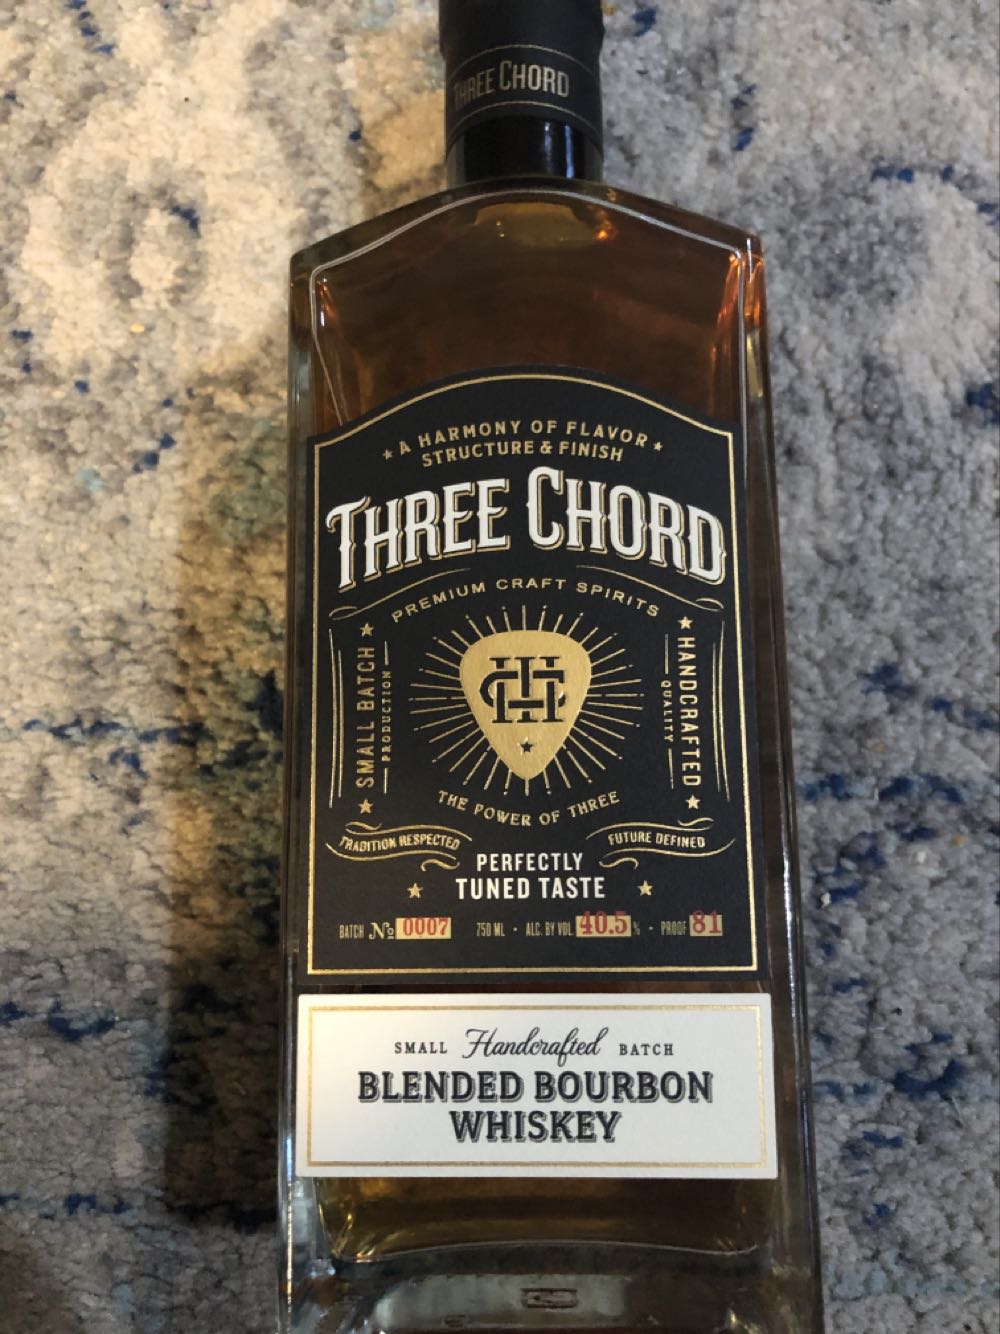 THREE CHORD
★ A HARMONY OF FLAVOR ★
STRUCTURE & FINISH
THREE CHORD
PREMIUM CRAFT SPIRITS
★ SMALL BATCH ★
PRODUCTION
★ HANDCRAFTED ★
QUALITY
THE POWER OF THREE
TRADITION RESPECTED
FUTURE DEFINED
PERFECTLY
★ TUNED TASTE ★
BATCH No 0007 750 ML · ALC. BY VOL 40.5% · PROOF 81
SMALL Handcrafted BATCH
BLENDED BOURBON
WHISKEY